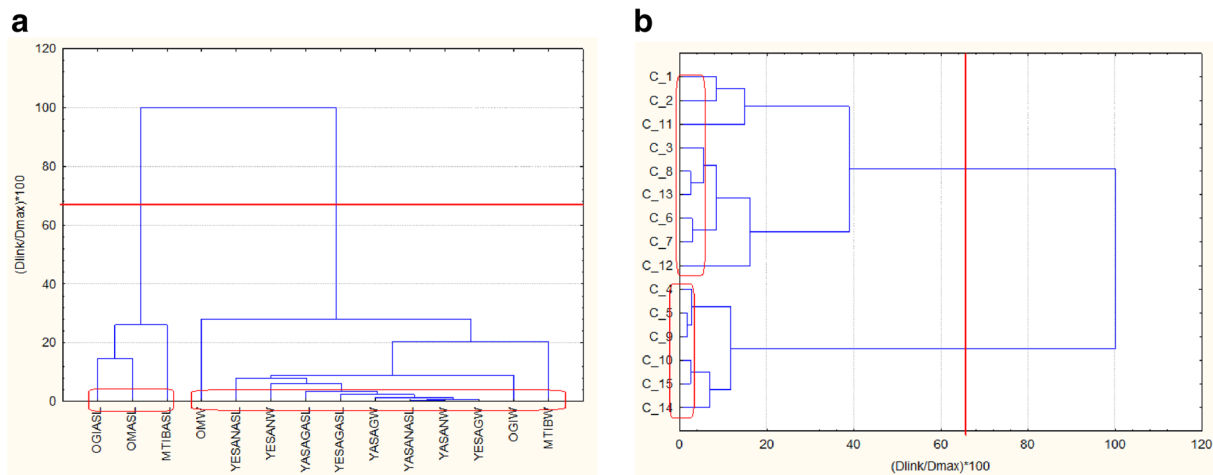 a
120
100
80
60
40
20
0
(Dlink/Dmax)*100
OGIASL
OMASL
MTIBASL
OMW
YESANASL
YESANW
YASAGASL
YESAGASL
YASAGW
YASANASL
YASANW
YESAGW
OGIW
MTIBW
b
C_1
C_2
C_11
C_3
C_8
C_13
C_6
C_7
C_12
C_4
C_5
C_9
C_10
C_15
C_14
0 20 40 60 80 100 120
(Dlink/Dmax)*100